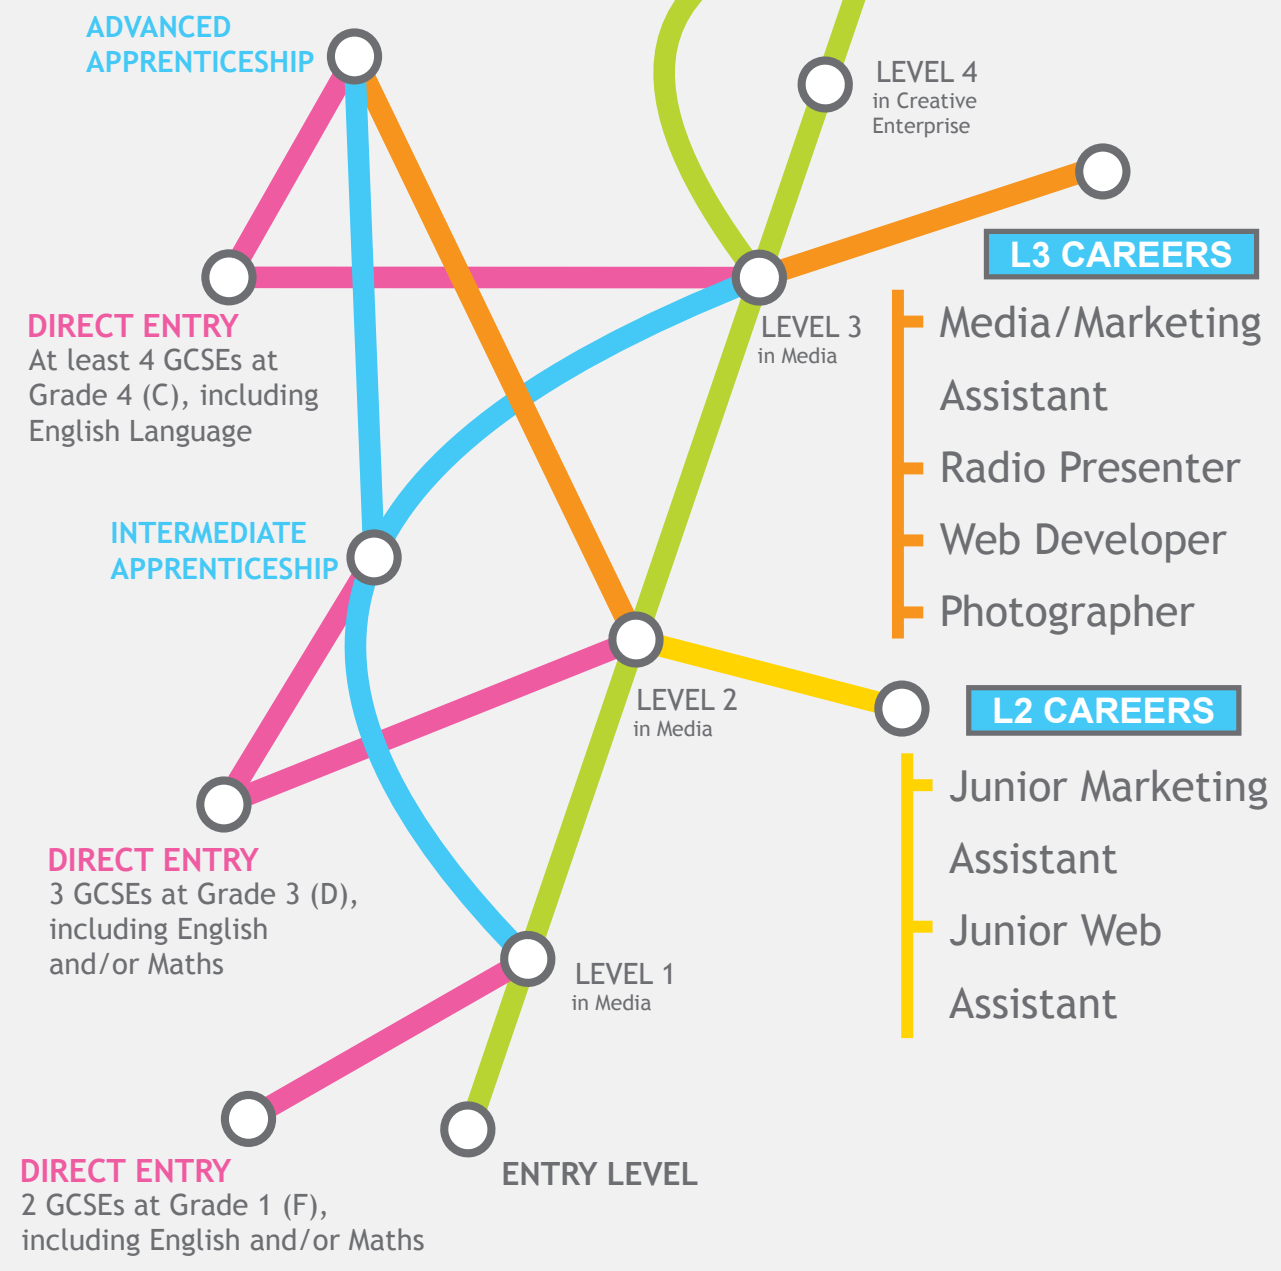 ADVANCED
APPRENTICESHIP
LEVEL 4
in Creative
Enterprise
L3 CAREERS
Media/Marketing
Assistant
Radio Presenter
Web Developer
Photographer
DIRECT ENTRY
At least 4 GCSEs at
Grade 4 (C), including
English Language
LEVEL 3
in Media
INTERMEDIATE
APPRENTICESHIP
LEVEL 2
in Media
L2 CAREERS
Junior Marketing
Assistant
Junior Web
Assistant
DIRECT ENTRY
3 GCSEs at Grade 3 (D),
including English
and/or Maths
LEVEL 1
in Media
DIRECT ENTRY
2 GCSEs at Grade 1 (F),
including English and/or Maths
ENTRY LEVEL